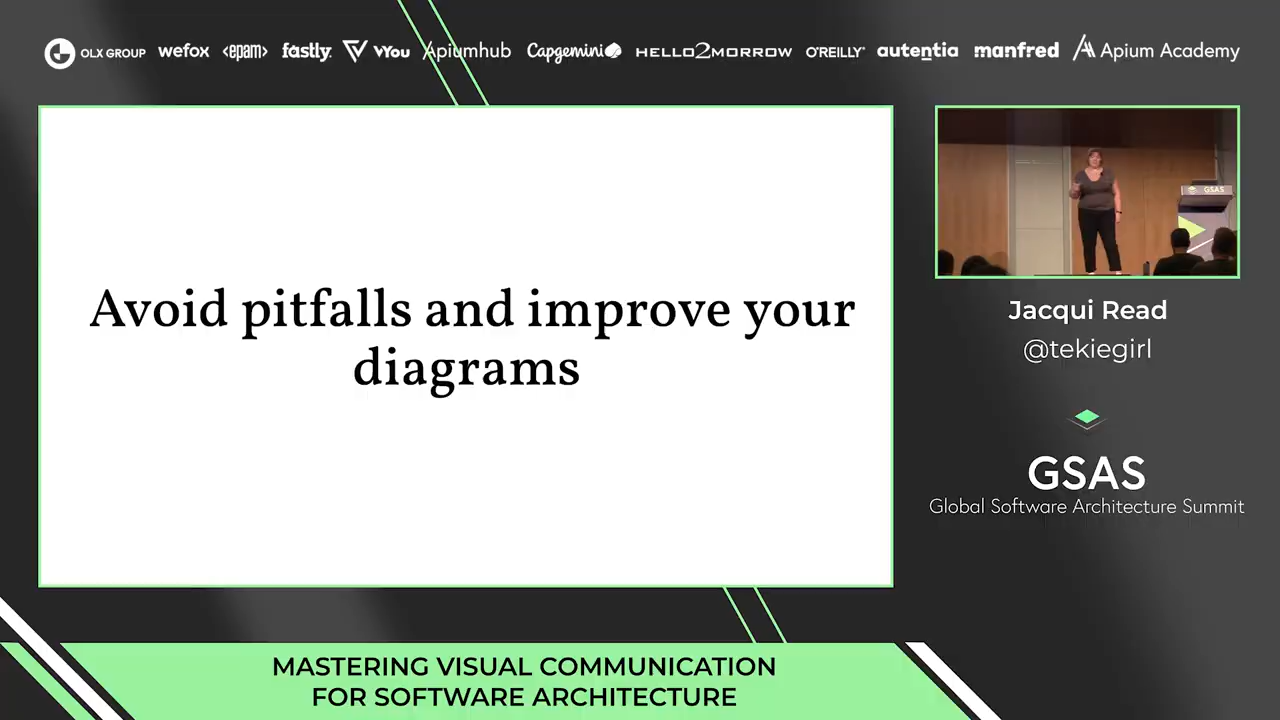 OLX GROUP wefox <epam> fastly. VYou Apiumhub Capgemini HELLO2MORROW O'REILLY® autentia manfred Apium Academy
Avoid pitfalls and improve your
diagrams
GSAS
Jacqui Read
@tekiegirl
GSAS
Global Software Architecture Summit
MASTERING VISUAL COMMUNICATION
FOR SOFTWARE ARCHITECTURE